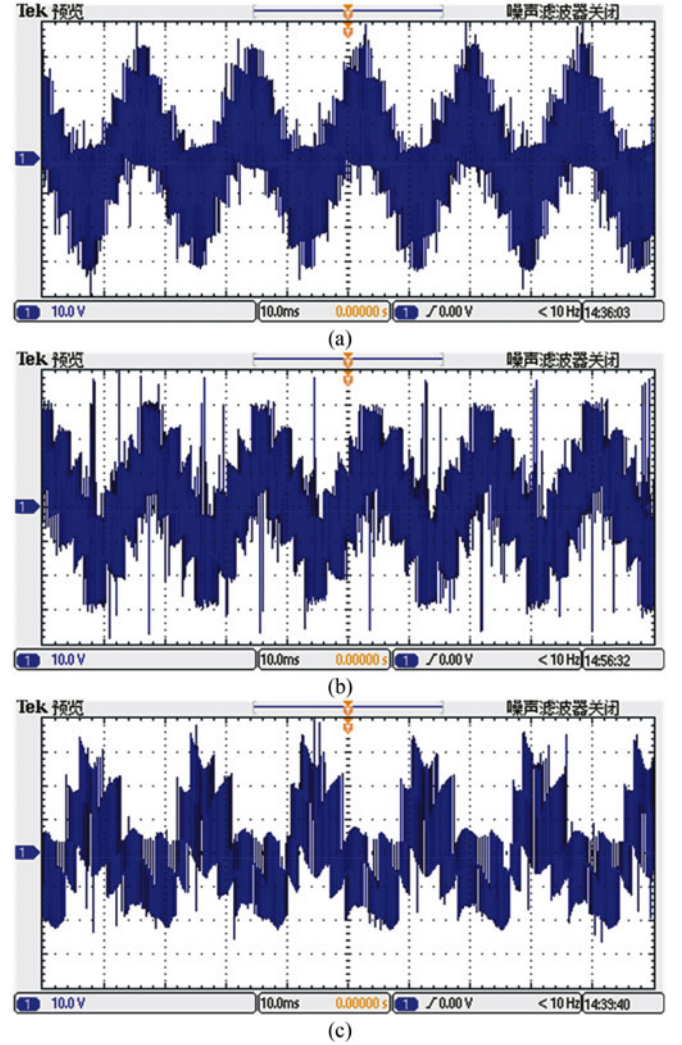 Tek 预览 噪声滤波器关闭
1
1 10.0 V 10.0ms 0.00000 s 1 ∫ 0.00 V < 10 Hz 14:36:03
(a)
Tek 预览 噪声滤波器关闭
1
1 10.0 V 10.0ms 0.00000 s 1 ∫ 0.00 V < 10 Hz 14:56:32
(b)
Tek 预览 噪声滤波器关闭
1
1 10.0 V 10.0ms 0.00000 s 1 ∫ 0.00 V < 10 Hz 14:39:40
(c)